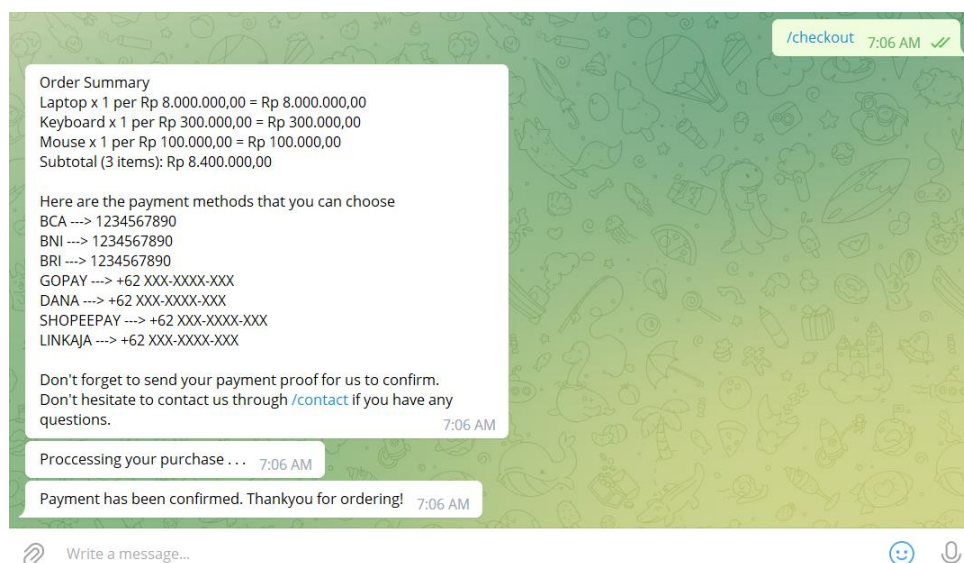 /checkout 7:06 AM
Order Summary
Laptop x 1 per Rp 8.000.000,00 = Rp 8.000.000,00
Keyboard x 1 per Rp 300.000,00 = Rp 300.000,00
Mouse x 1 per Rp 100.000,00 = Rp 100.000,00
Subtotal (3 items): Rp 8.400.000,00
Here are the payment methods that you can choose
BCA ---> 1234567890
BNI ---> 1234567890
BRI ---> 1234567890
GOPAY ---> +62 XXX-XXXX-XXX
DANA ---> +62 XXX-XXXX-XXX
SHOPEEPAY ---> +62 XXX-XXXX-XXX
LINKAJA ---> +62 XXX-XXXX-XXX
Don't forget to send your payment proof for us to confirm.
Don't hesitate to contact us through /contact if you have any
questions. 7:06 AM
Proccessing your purchase . . . 7:06 AM
Payment has been confirmed. Thankyou for ordering! 7:06 AM
Write a message...